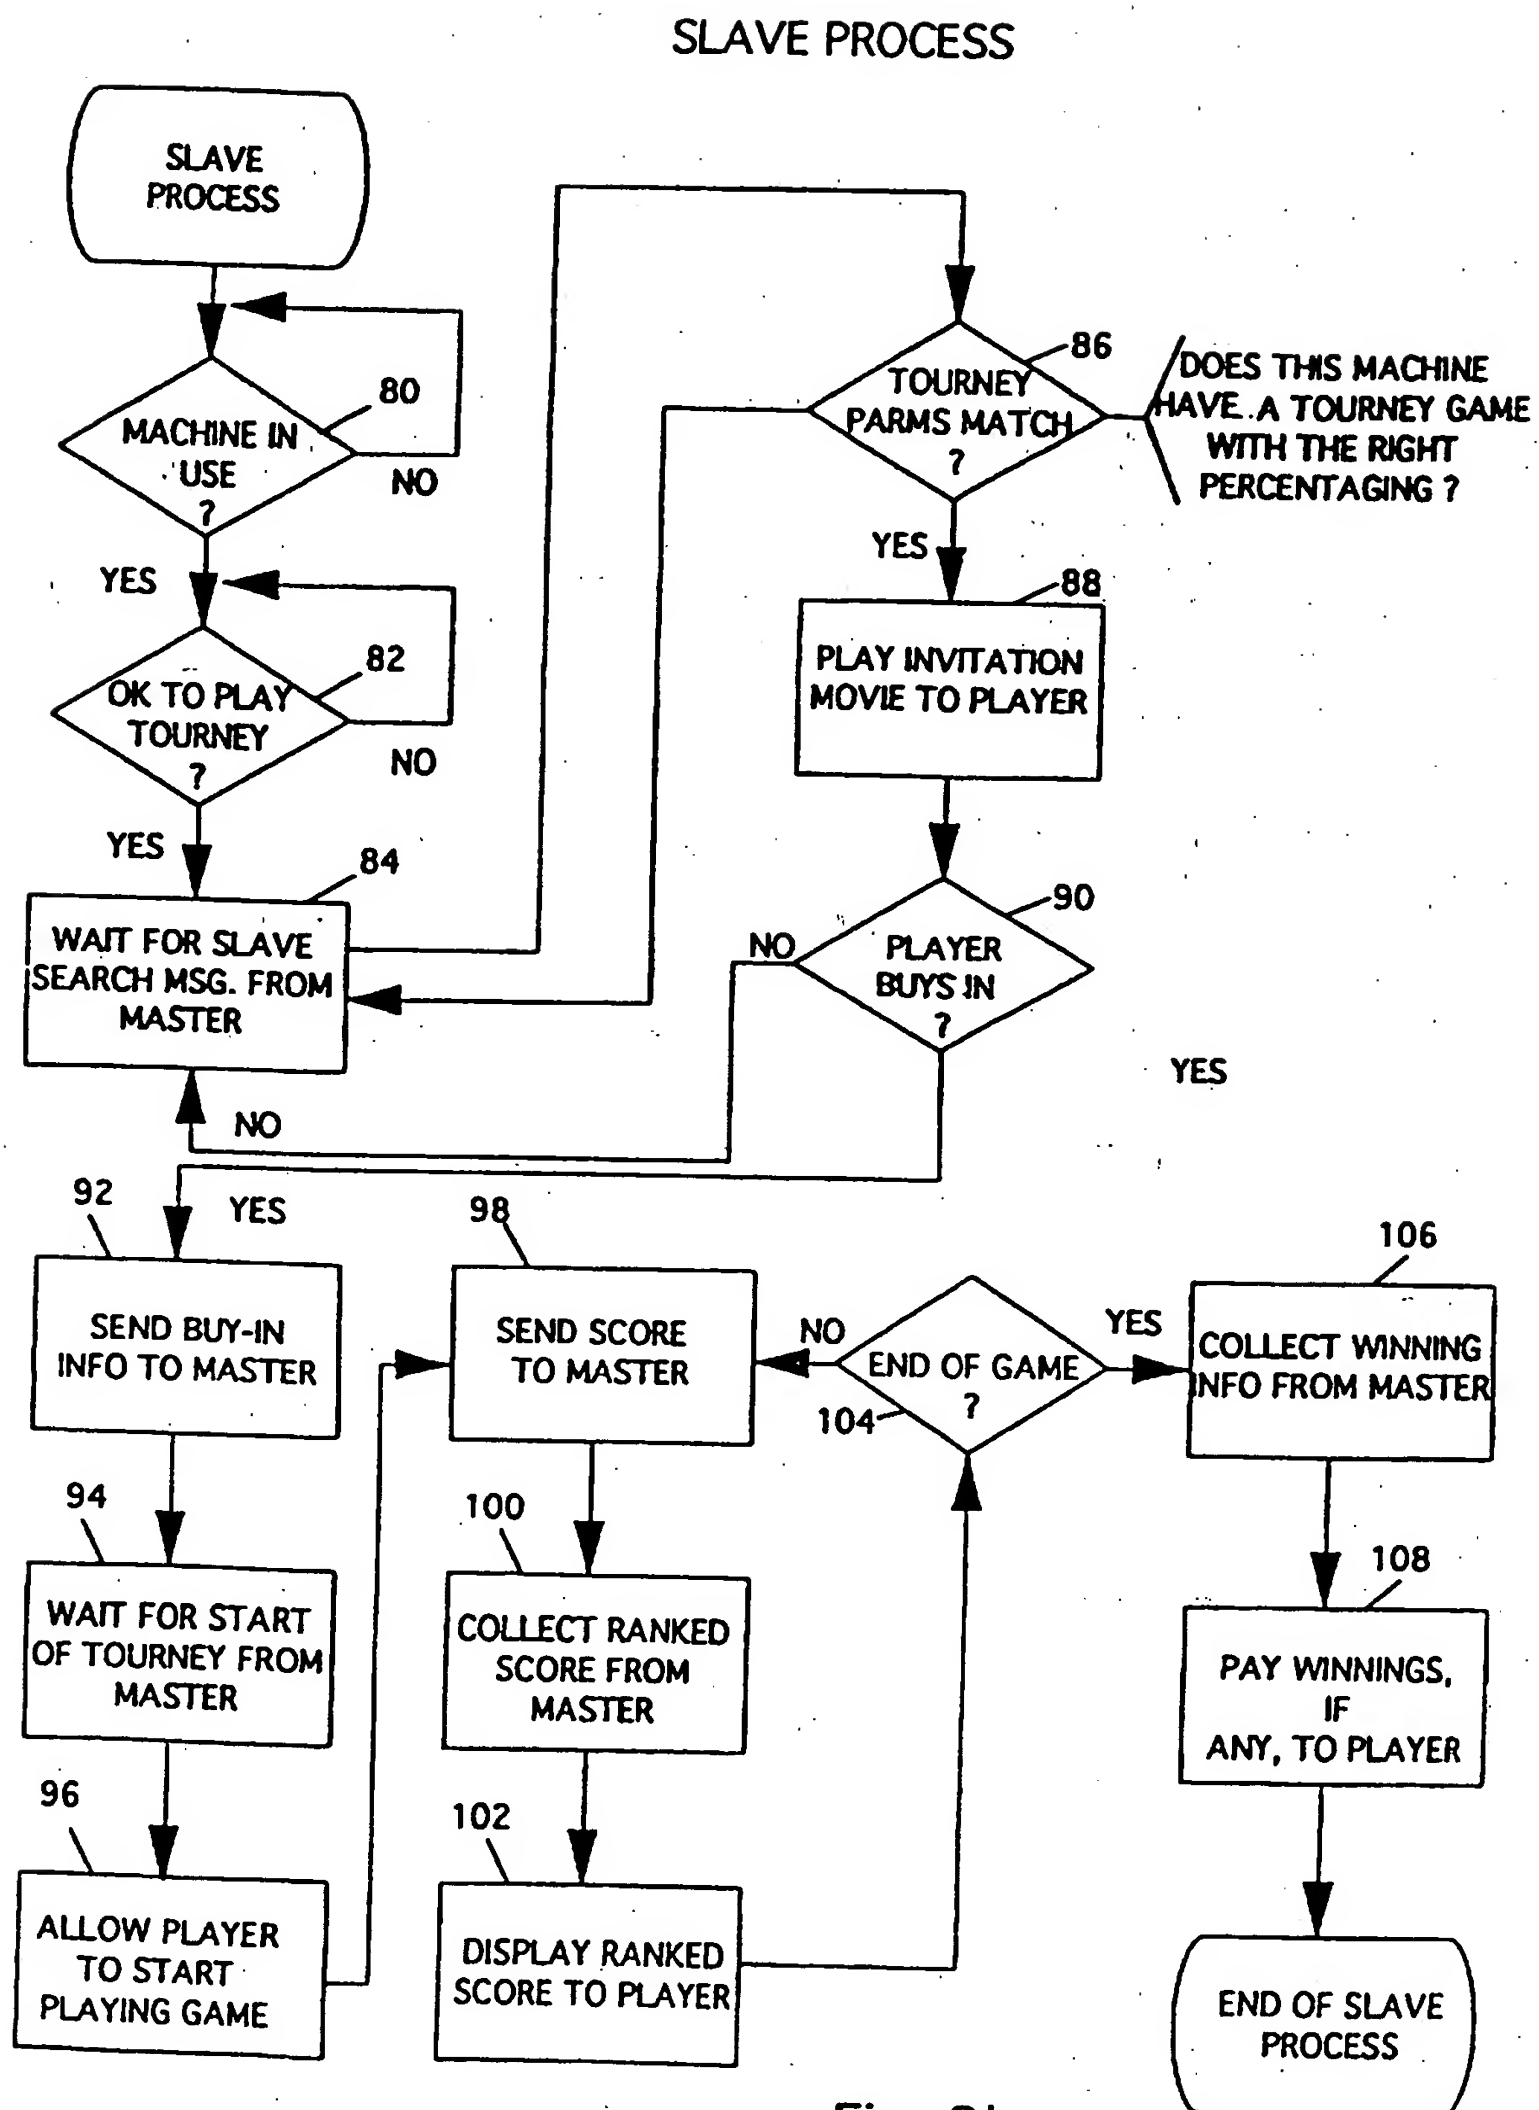 SLAVE PROCESS
SLAVE
PROCESS
80
MACHINE IN
USE
?
NO
YES
82
OK TO PLAY
TOURNEY
?
NO
YES
84
WAIT FOR SLAVE
SEARCH MSG. FROM
MASTER
NO
86
TOURNEY
PARMS MATCH
?
DOES THIS MACHINE
HAVE A TOURNEY GAME
WITH THE RIGHT
PERCENTAGING ?
YES
88
PLAY INVITATION
MOVIE TO PLAYER
90
NO
PLAYER
BUYS IN
?
YES
92
YES
SEND BUY-IN
INFO TO MASTER
94
WAIT FOR START
OF TOURNEY FROM
MASTER
96
ALLOW PLAYER
TO START
PLAYING GAME
98
SEND SCORE
TO MASTER
100
COLLECT RANKED
SCORE FROM
MASTER
102
DISPLAY RANKED
SCORE TO PLAYER
NO
END OF GAME
?
104
YES
106
COLLECT WINNING
INFO FROM MASTER
108
PAY WINNINGS,
IF
ANY, TO PLAYER
END OF SLAVE
PROCESS